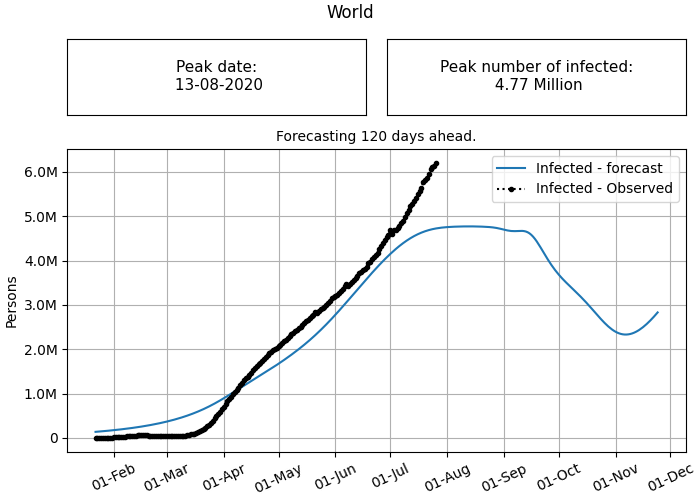 World
Peak date:
13-08-2020
Peak number of infected:
4.77 Million
Forecasting 120 days ahead.
Infected - forecast
Infected - Observed
Persons
6.0M
5.0M
4.0M
3.0M
2.0M
1.0M
0
01-Feb
01-Mar
01-Apr
01-May
01-Jun
01-Jul
01-Aug
01-Sep
01-Oct
01-Nov
01-Dec